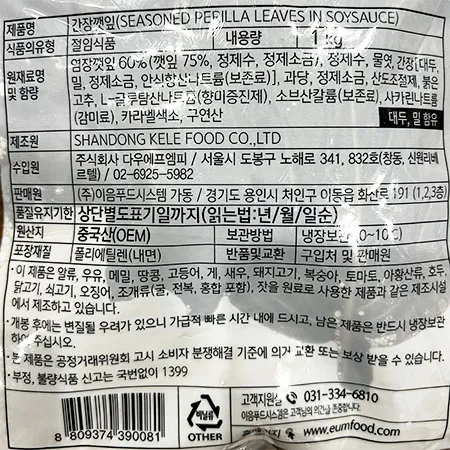 제품명 간장깻잎(SEASONED PERILLA LEAVES IN SOYSAUCE)
식품의유형 절임식품 내용량 1 kg
원재료명 및 함량 염장깻잎 60%(깻잎 75%, 정제수, 정제소금), 정제수, 물엿, 간장[대두,
밀, 정제소금, 안식향산나트륨(보존료)], 과당, 정제소금, 산도조절제, 붉은
고추, L-글루탐산나트륨(향미증진제), 소브산칼륨(보존료), 사카린나트륨
(감미료), 카라멜색소, 구연산 대두, 밀 함유
제조원 SHANDONG KELE FOOD CO.,LTD
수입원 주식회사 다우에프엠피 / 서울시 도봉구 노해로 341, 832호(창동, 신원리베
르텔) / 02-6925-5982
판매원 (주)이음푸드시스템 가동 / 경기도 용인시 처인구 이동읍 화산로 191 (1,2,3층)
품질유지기한 상단별도표기일까지(읽는법:년/월/일순)
원산지 중국산(OEM) 보관방법 냉장보관(0~10℃)
포장재질 폴리에틸렌(내면) 반품및교환 구입처 및 판매원
• 이 제품은 알류, 우유, 메밀, 땅콩, 고등어, 게, 새우, 돼지고기, 복숭아, 토마토, 아황산류, 호두,
닭고기, 쇠고기, 오징어, 조개류(굴, 전복, 홍합 포함), 잣을 원료로 사용한 제품과 같은 제조시설
에서 제조하고 있습니다.
• 개봉 후에는 변질될 우려가 있으니 가급적 빠른 시간 내에 드시고, 남은 제품은 반드시 냉장보관
하여 주십시오.
• 본 제품은 공정거래위원회 고시 소비자 분쟁해결 기준에 의거 교환 또는 보상 받을 수 있습니다.
• 부정, 불량식품 신고는 국번없이 1399
8 809374 390081
비닐류
OTHER
고객지원실 031-334-6810
이음푸드시스템은 고객님의 의견을 존중합니다.
www.eumfood.com